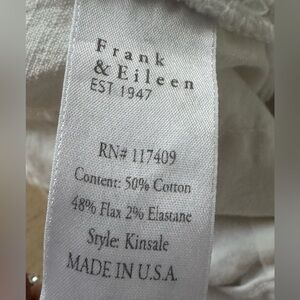 Frank
& Eileen
EST 1947
RN# 117409
Content: 50% Cotton
48% Flax 2% Elastane
Style: Kinsale
MADE IN U.S.A.